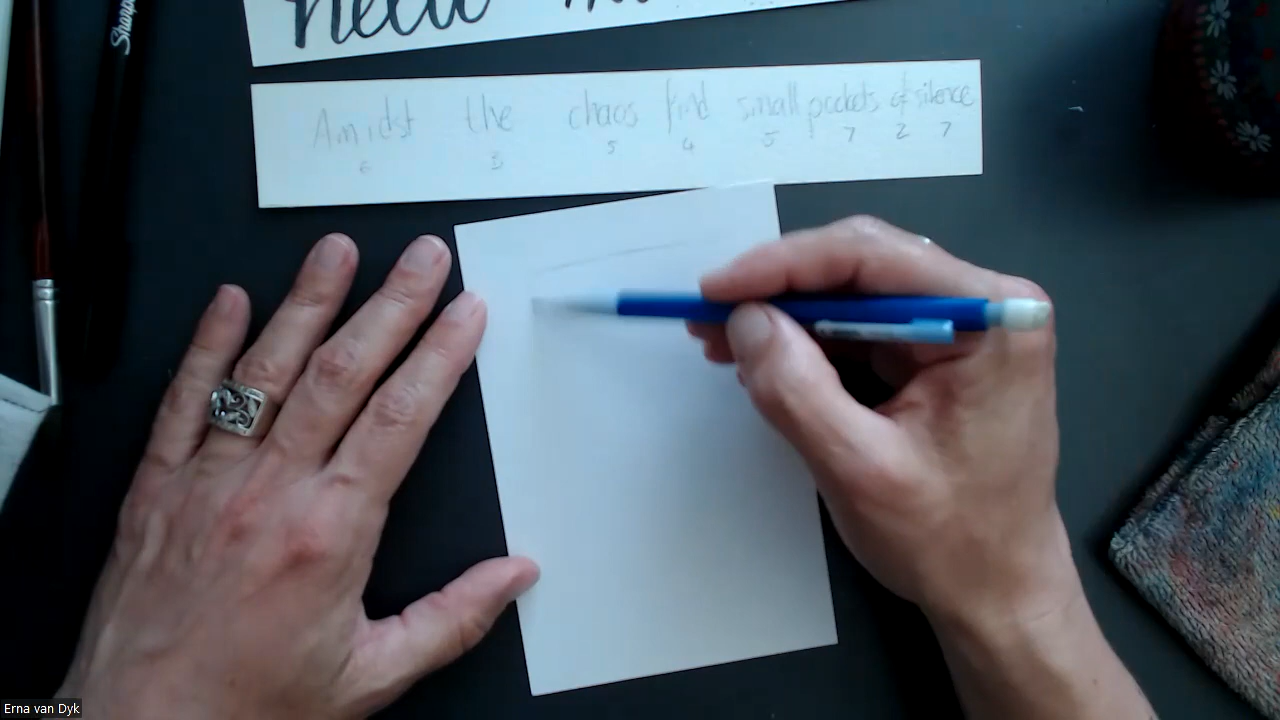 Sharpie
Amidst the chaos find small pockets of silence
6 3 5 4 5 7 2 7
Erna van Dyk